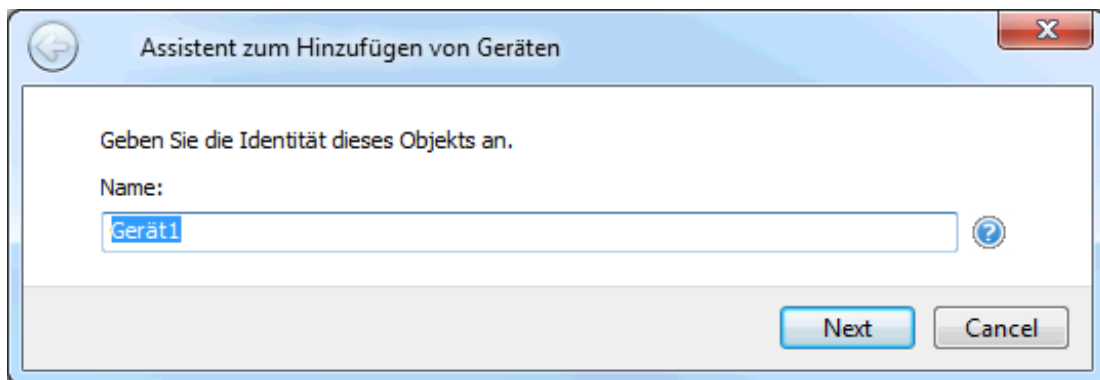 Assistent zum Hinzufügen von Geräten
Geben Sie die Identität dieses Objekts an.
Name:
Gerät1
Next Cancel